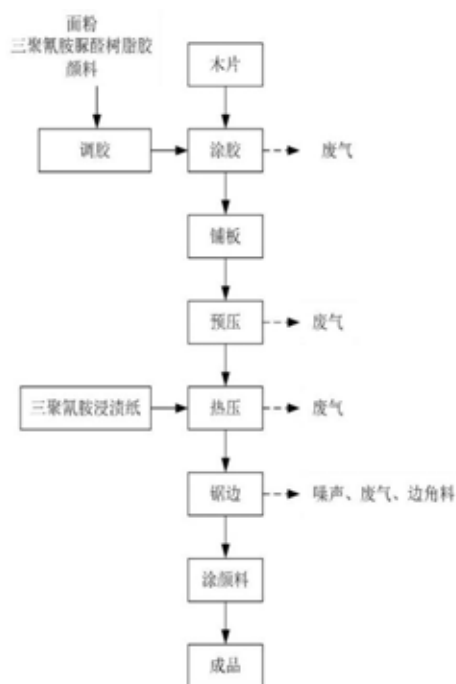 面粉
三聚氰胺脲醛树脂胶
颜料
木片
调胶
涂胶
废气
铺板
预压
废气
三聚氰胺浸渍纸
热压
废气
锯边
噪声、废气、边角料
涂颜料
成品